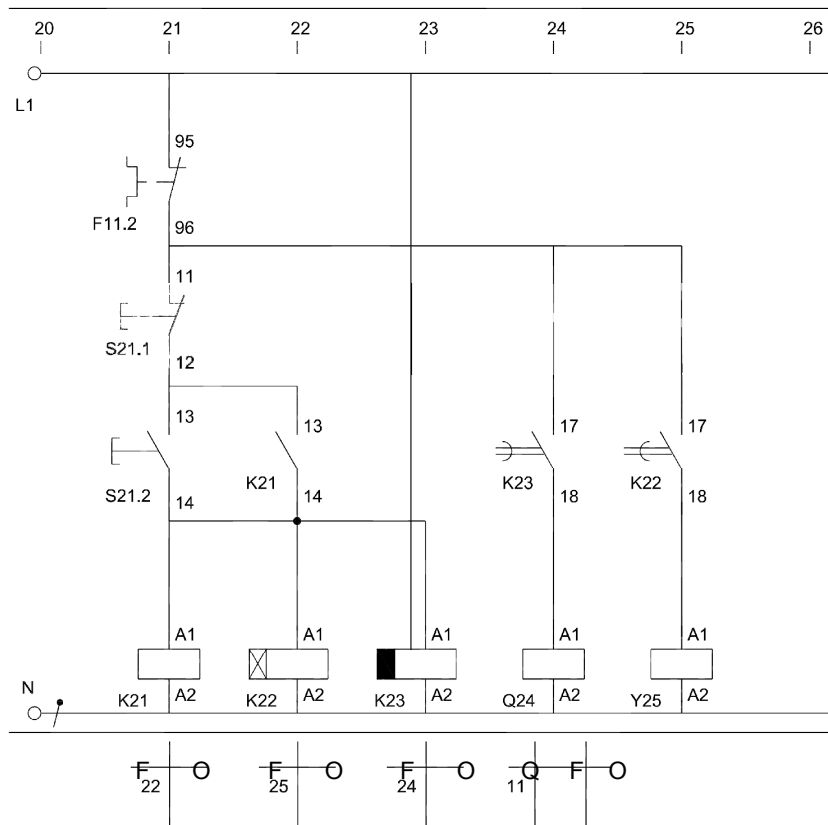 20 21 22 23 24 25 26
L1
95
F11.2
96
11
S21.1
12
13 13 17 17
K21 K23 K22
S21.2 14 14 18 18
A1 A1 A1 A1 A1
N
K21 A2 K22 A2 K23 A2 Q24 A2 Y25 A2
F O F O F O Q F O
22 25 24 11